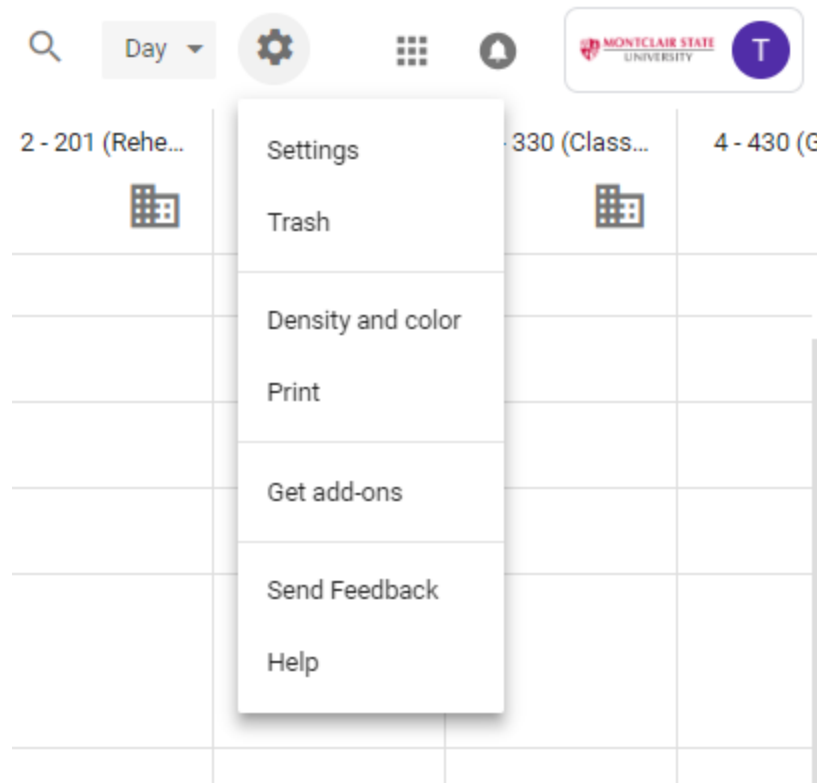 Day
MONTCLAIR STATE
UNIVERSITY
T
2 - 201 (Rehe...
- 330 (Class...
4 - 430 (G
Settings
Trash
Density and color
Print
Get add-ons
Send Feedback
Help